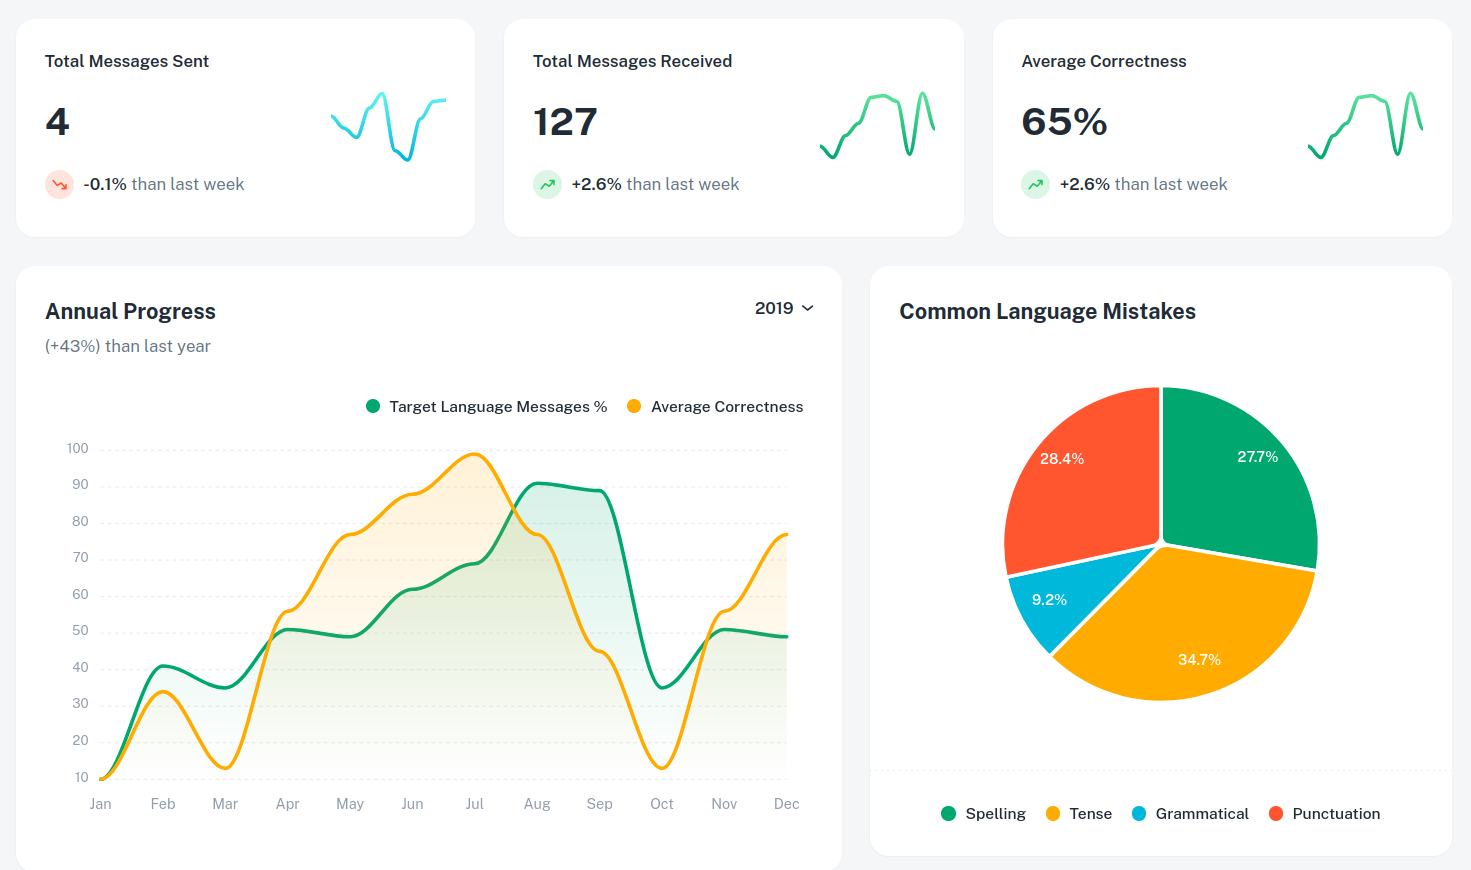 Total Messages Sent
4
-0.1% than last week
Total Messages Received
127
+2.6% than last week
Average Correctness
65%
+2.6% than last week
Annual Progress
(+43%) than last year
2019
Target Language Messages % Average Correctness
100
90
80
70
60
50
40
30
20
10
Jan Feb Mar Apr May Jun Jul Aug Sep Oct Nov Dec
Common Language Mistakes
28.4%
27.7%
9.2%
34.7%
Spelling Tense Grammatical Punctuation